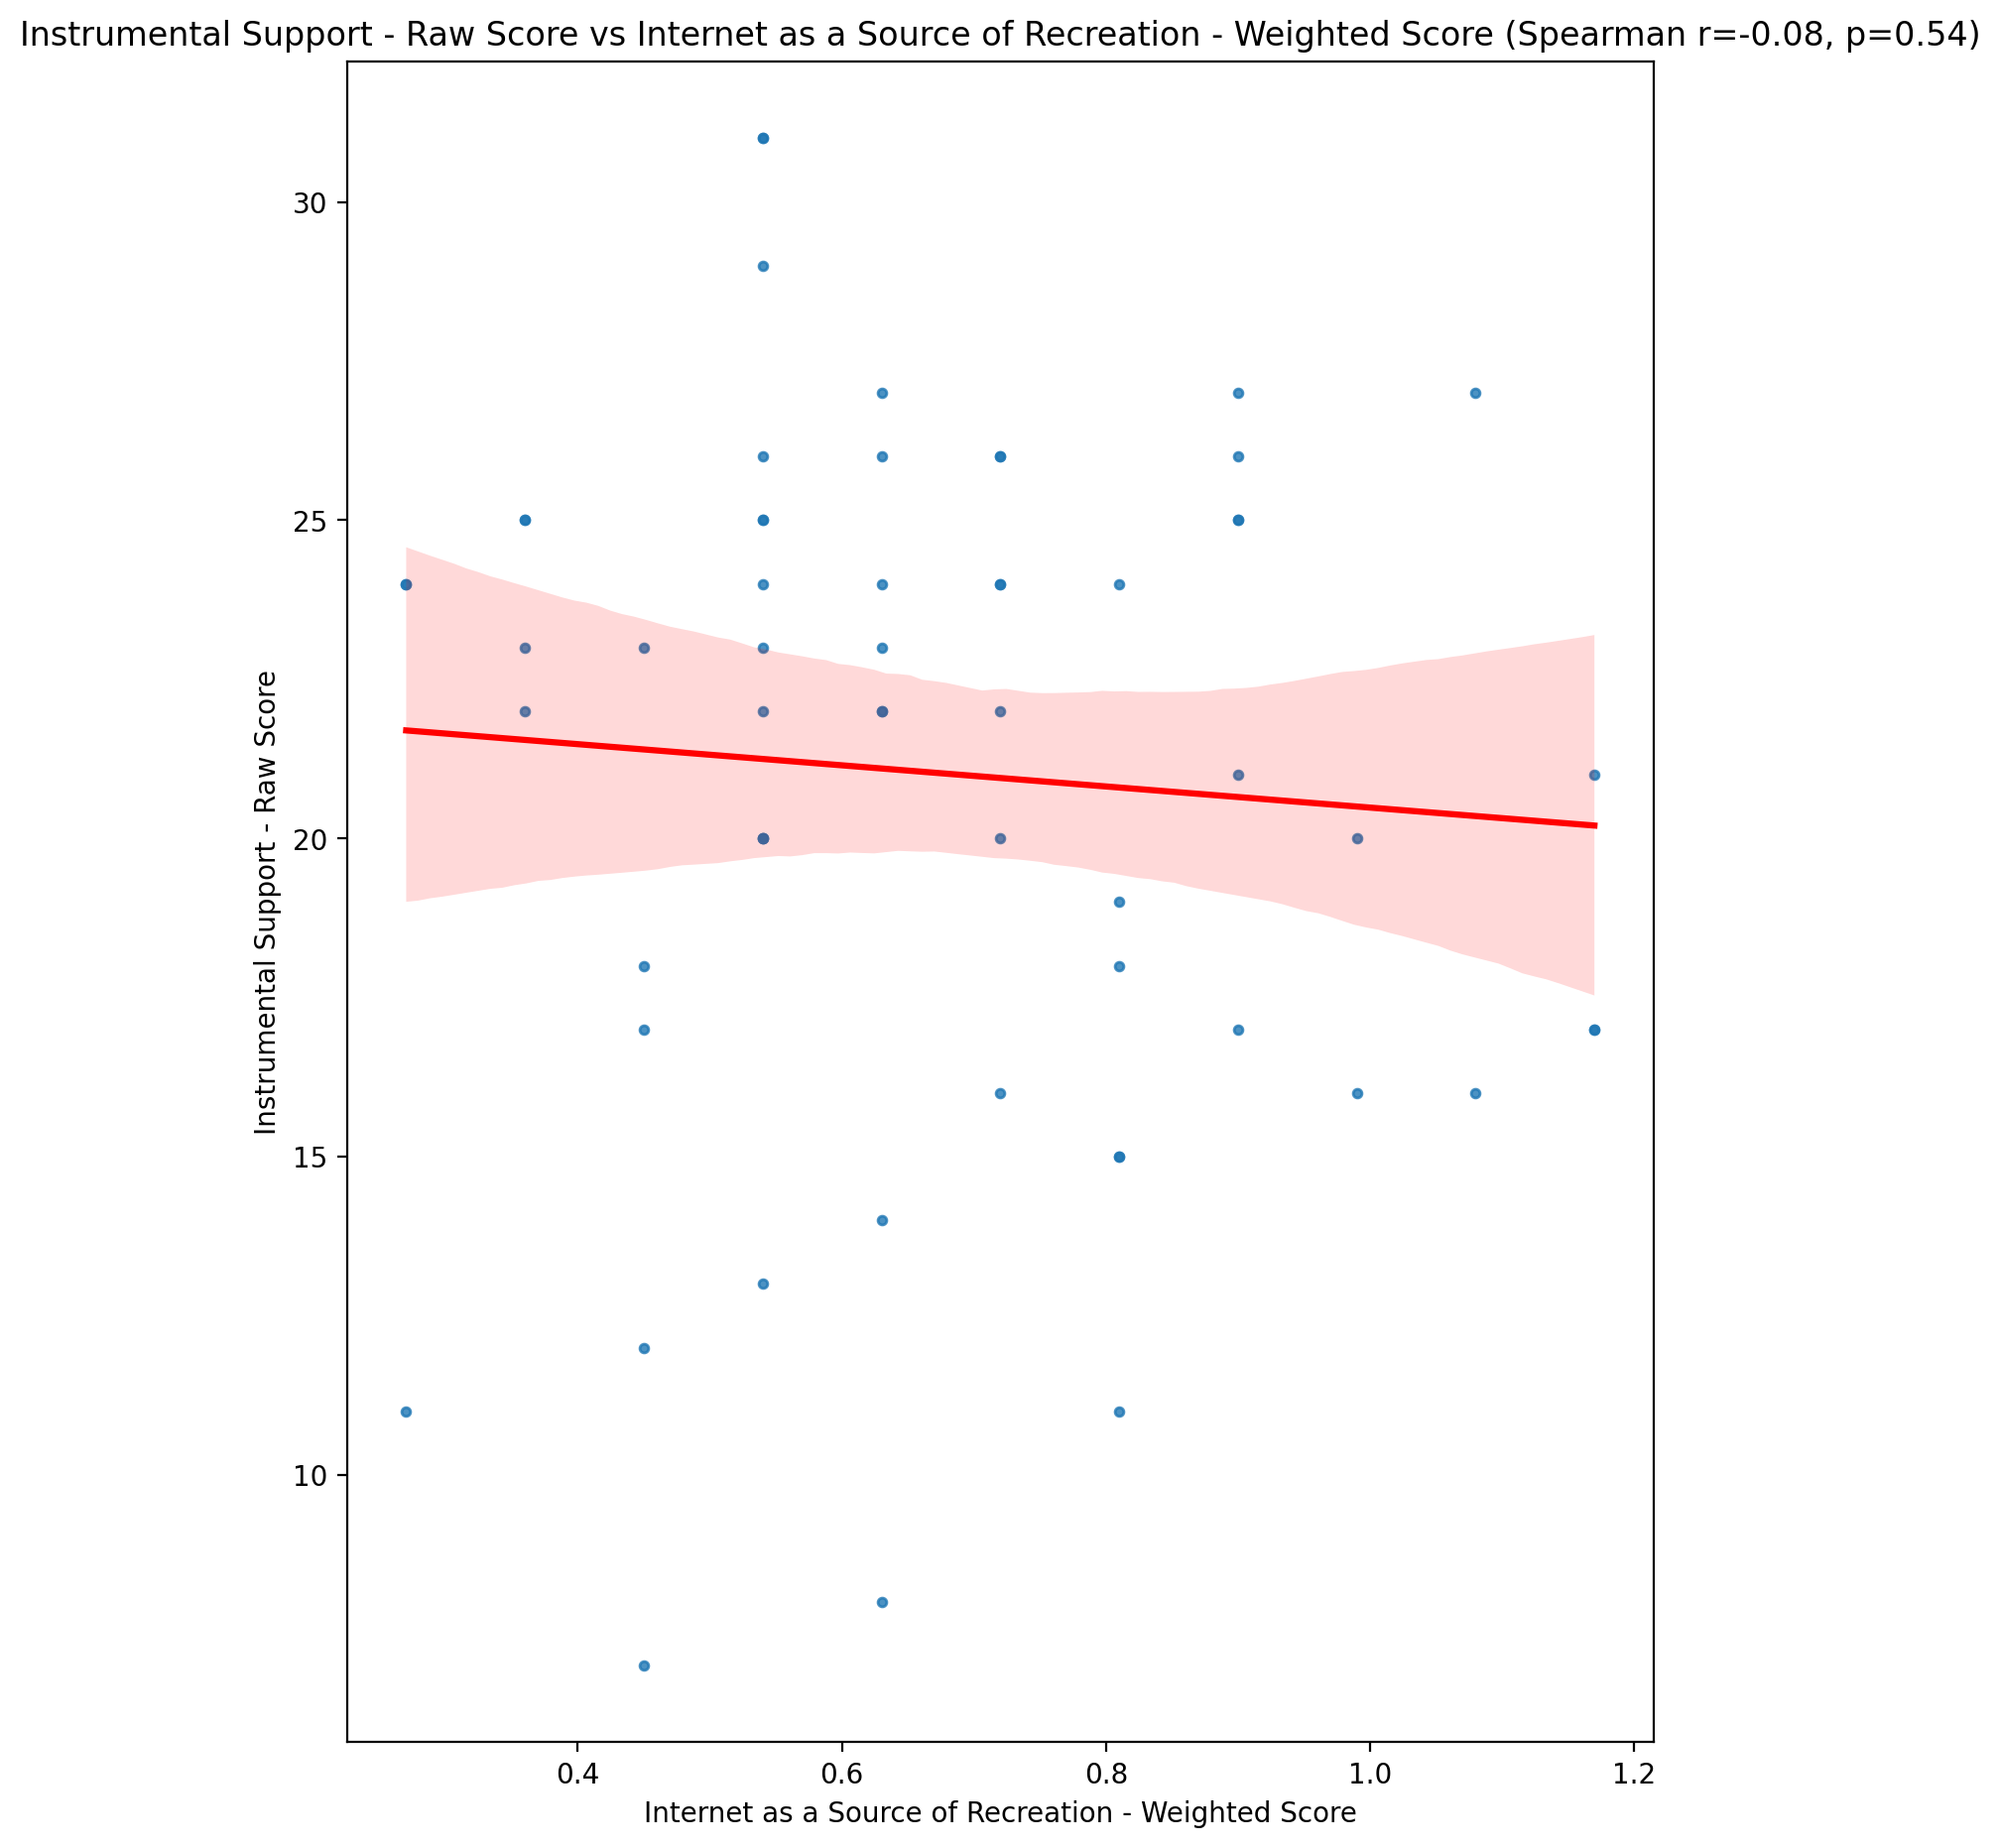 Instrumental Support - Raw Score vs Internet as a Source of Recreation - Weighted Score (Spearman r=-0.08, p=0.54)
30
25
20
15
10
Instrumental Support - Raw Score
0.4 0.6 0.8 1.0 1.2
Internet as a Source of Recreation - Weighted Score